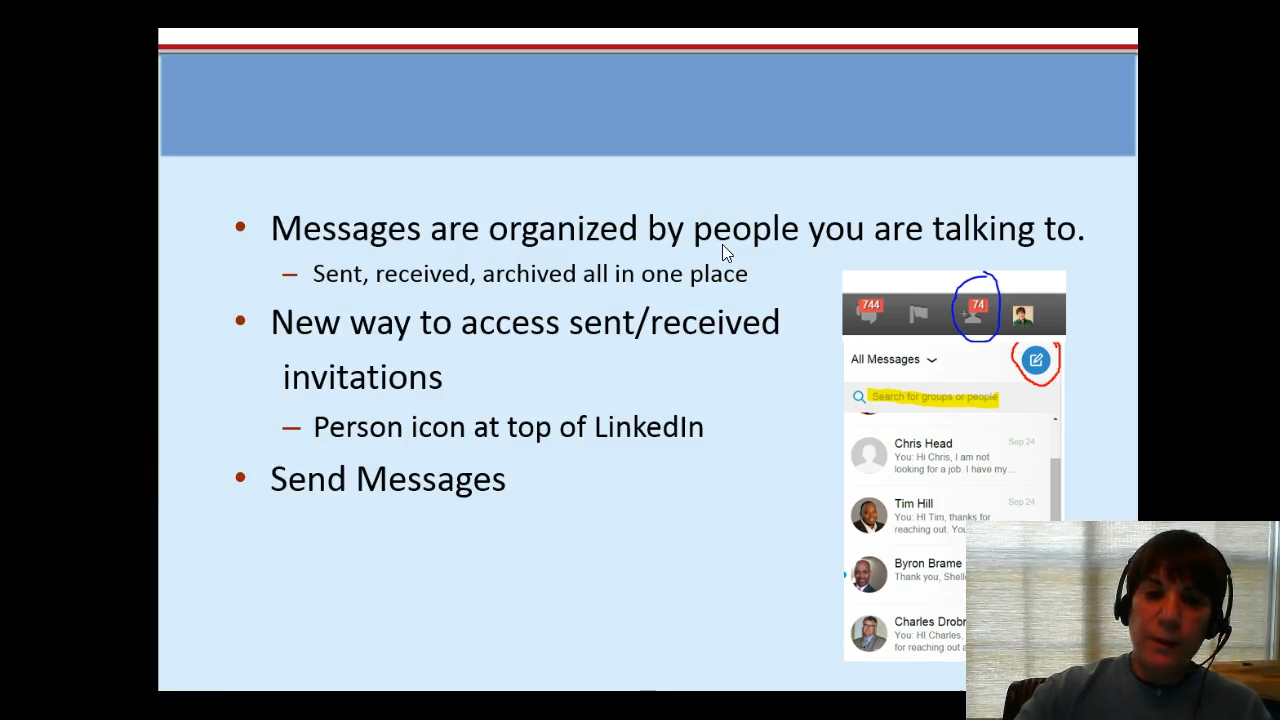 • Messages are organized by people you are talking to.
– Sent, received, archived all in one place
• New way to access sent/received
invitations
– Person icon at top of LinkedIn
• Send Messages
744
74
All Messages
Search for groups or people
Chris Head
Sep 24
You: Hi Chris, I am not
looking for a job. I have my...
Tim Hill
Sep 24
You: HI Tim, thanks for
reaching out. You
Byron Brame
Thank you, Shelle
Charles Drobn
You: HI Charles,
for reaching out a